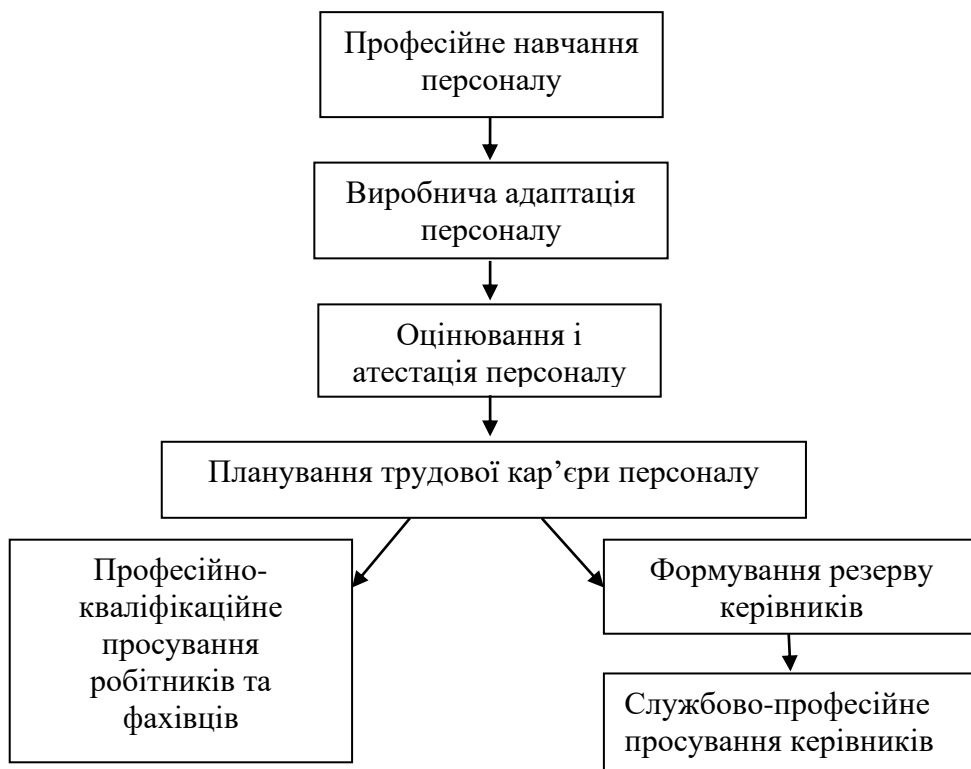 Професійне навчання
персоналу
Виробнича адаптація
персоналу
Оцінювання і
атестація персоналу
Планування трудової кар’єри персоналу
Професійно-
кваліфікаційне
просування
робітників та
фахівців
Формування резерву
керівників
Службово-професійне
просування керівників